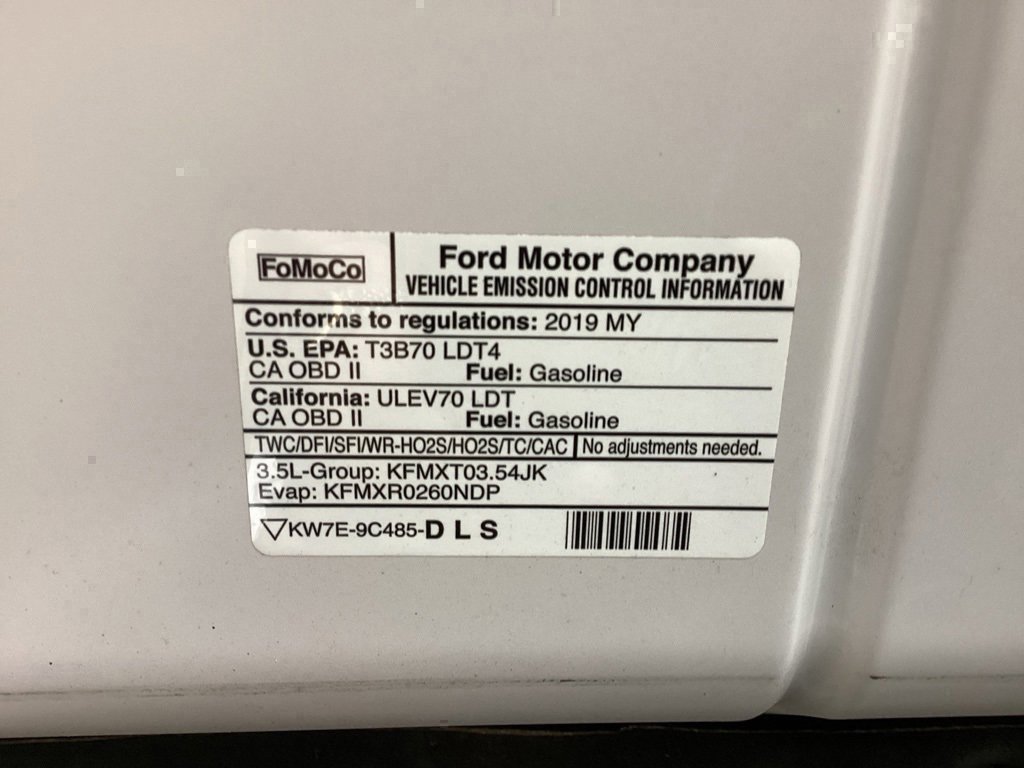 FoMoCo
Ford Motor Company
VEHICLE EMISSION CONTROL INFORMATION
Conforms to regulations: 2019 MY
U.S. EPA: T3B70 LDT4
CA OBD II Fuel: Gasoline
California: ULEV70 LDT
CA OBD II Fuel: Gasoline
TWC/DFI/SFI/WR-HO2S/HO2S/TC/CAC No adjustments needed.
3.5L-Group: KFMXT03.54JK
Evap: KFMXR0260NDP
KW7E-9C485-D L S